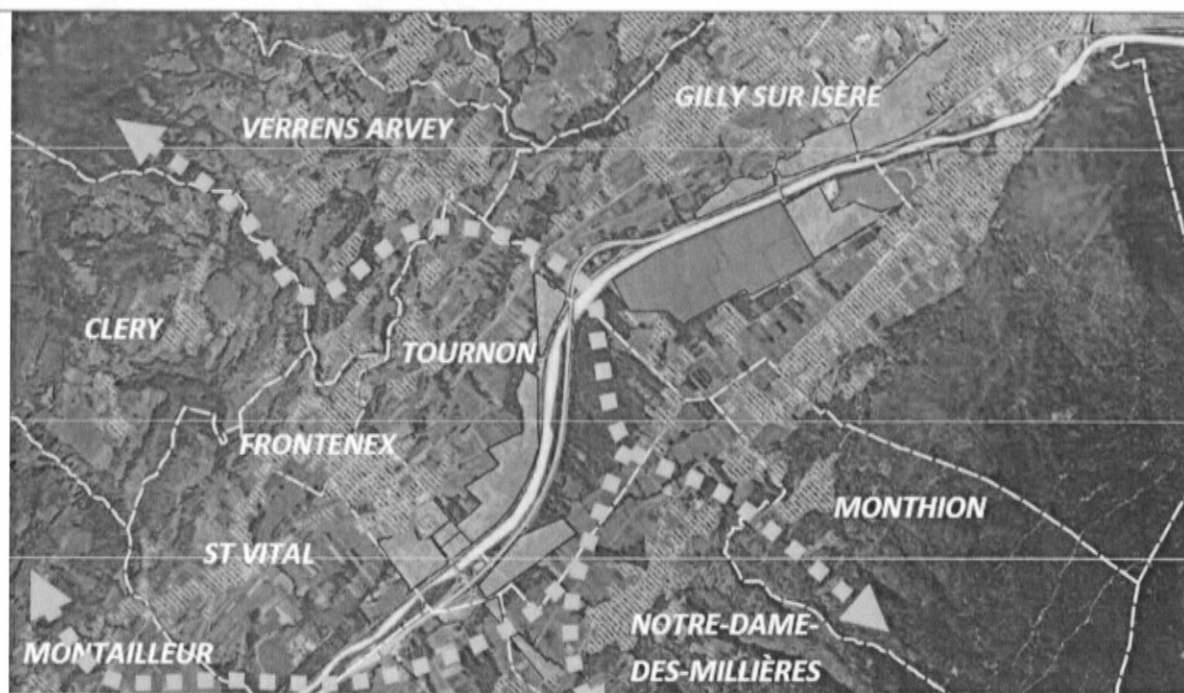 GILLY SUR ISÈRE
VERRENS ARVEY
CLERY
TOURNON
FRONTENEX
MONTHION
ST VITAL
NOTRE-DAME-
DES-MILLIÈRES
MONTAILLEUR